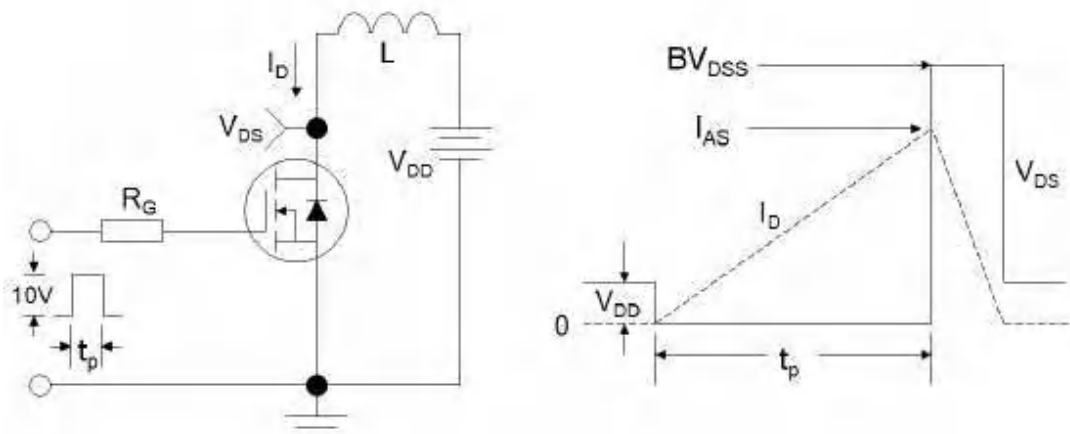 L
I_D
V_DS
V_DD
R_G
10V
t_p
BV_DSS
I_AS
V_DS
I_D
V_DD
0
t_p